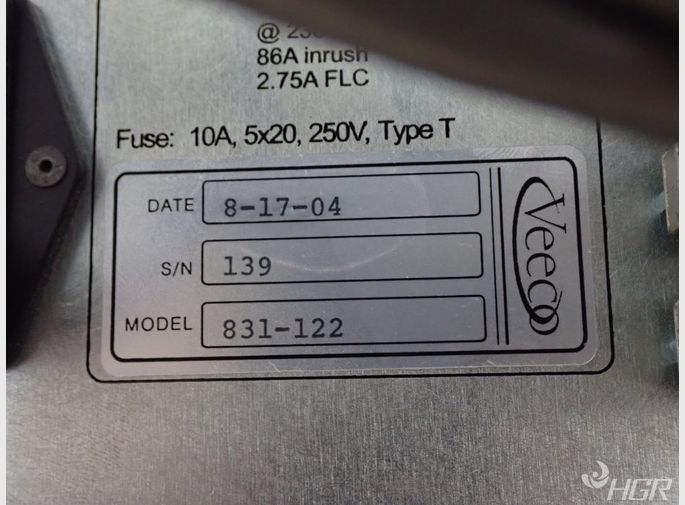 @ 
86A inrush
2.75A FLC
Fuse: 10A, 5x20, 250V, Type T
DATE 8-17-04
S/N 139
MODEL 831-122
Veeco
HGR